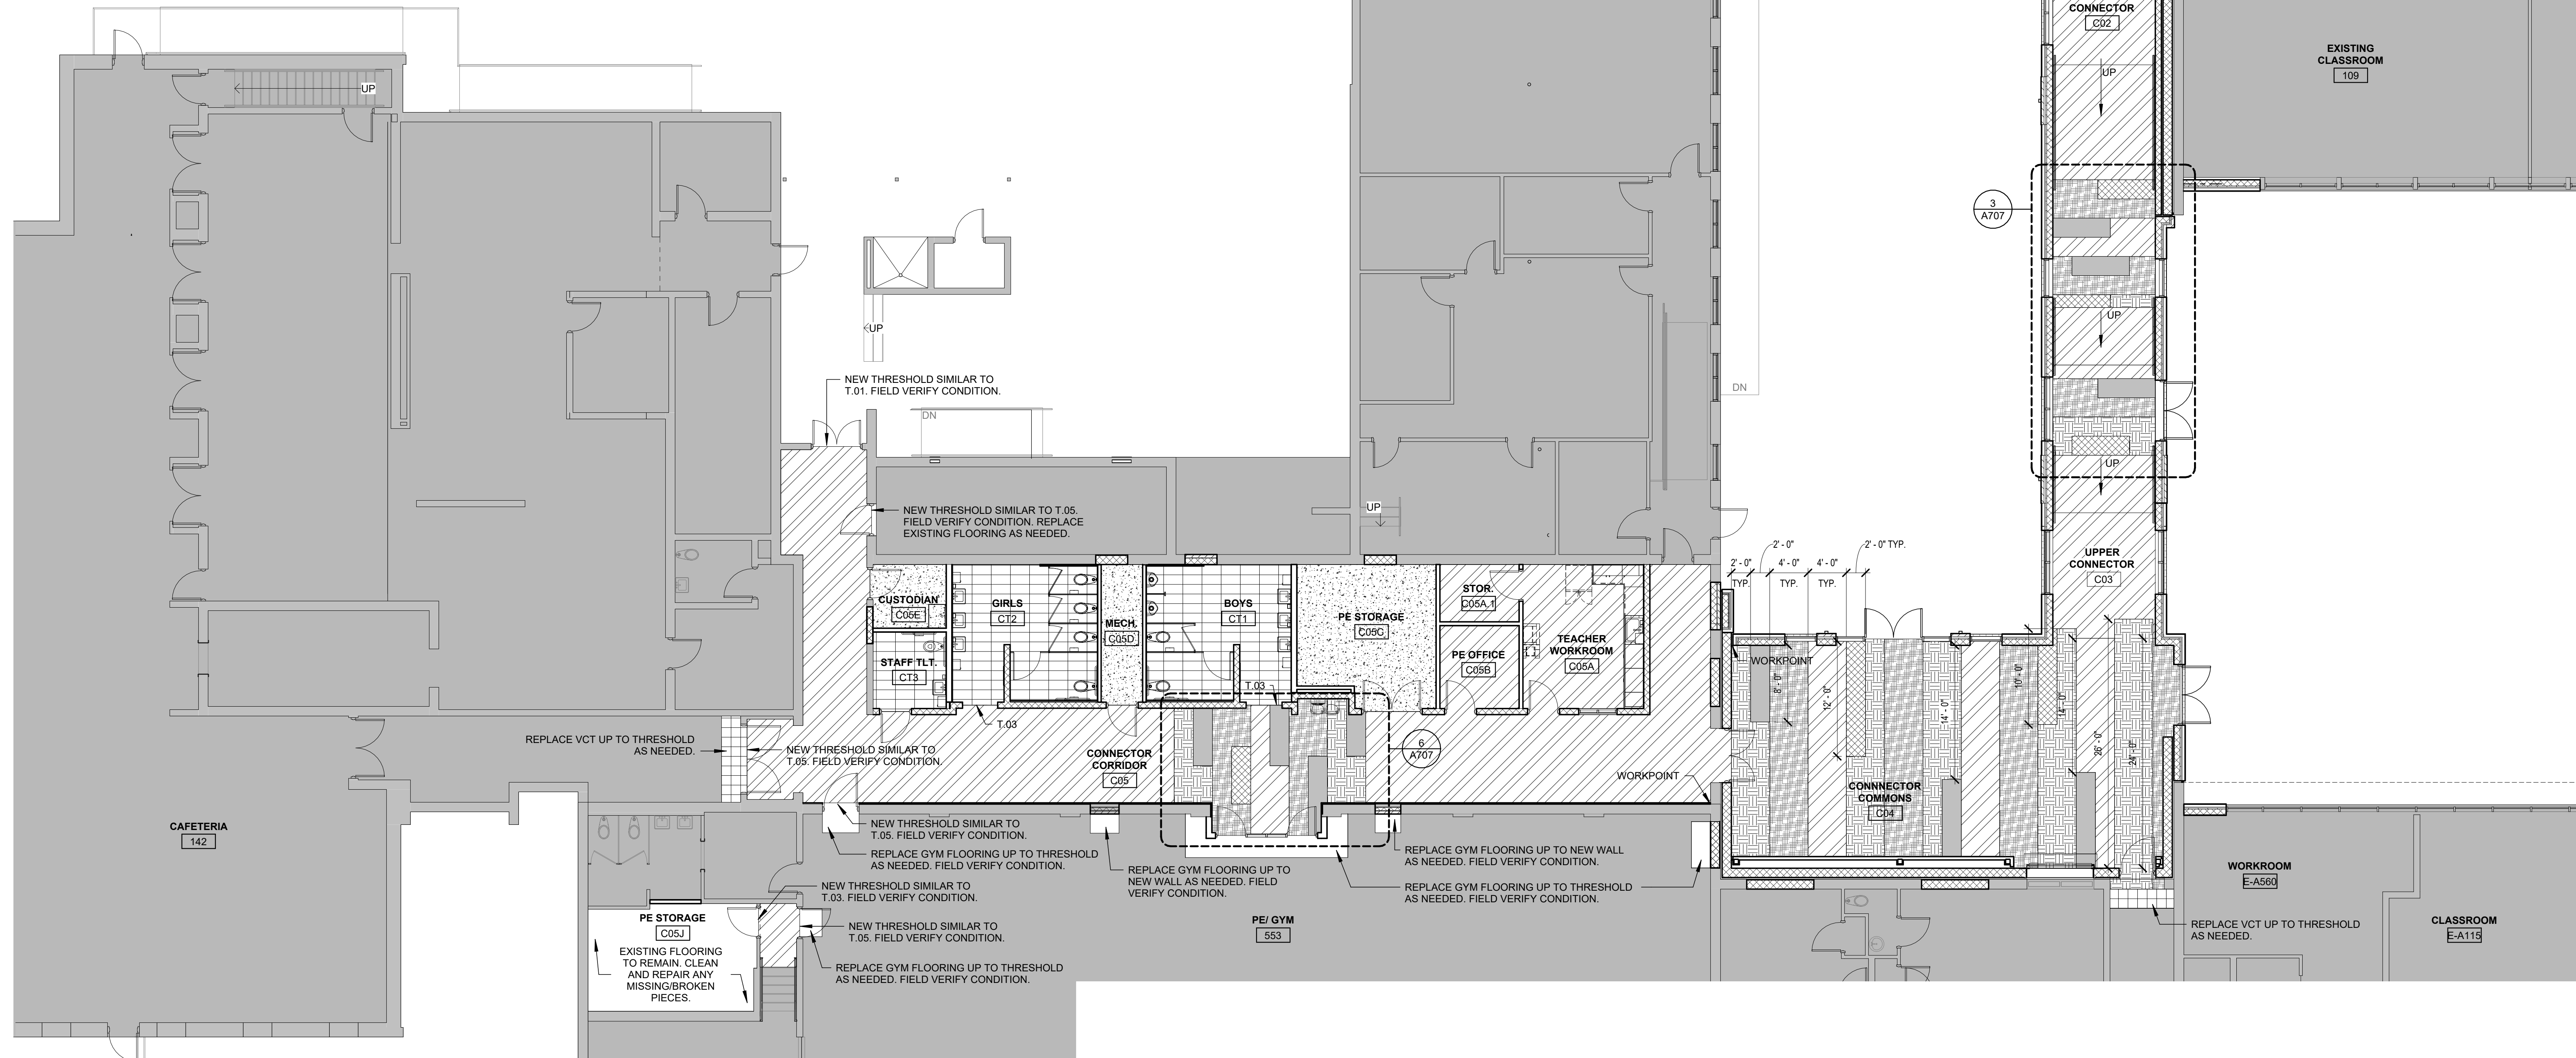 CONNECTOR
C02
EXISTING
CLASSROOM
109
UP
UP
3
A707
UP
UP
DN
NEW THRESHOLD SIMILAR TO
T.01. FIELD VERIFY CONDITION.
DN
UP
UP
NEW THRESHOLD SIMILAR TO T.05.
FIELD VERIFY CONDITION. REPLACE
EXISTING FLOORING AS NEEDED.
UP
UPPER
CONNECTOR
C03
2' - 0"
TYP.
2' - 0"
4' - 0"
TYP.
4' - 0"
TYP.
2' - 0" TYP.
CUSTODIAN
C05E
GIRLS
CT2
MECH.
C05D
BOYS
CT1
PE STORAGE
C05C
STOR.
C05A.1
PE OFFICE
C05B
TEACHER
WORKROOM
C05A
STAFF TLT.
CT3
WORKPOINT
8' - 0"
12' - 0"
14' - 0"
10' - 0"
14' - 0"
26' - 0"
24' - 0"
T.03
T.03
REPLACE VCT UP TO THRESHOLD
AS NEEDED.
NEW THRESHOLD SIMILAR TO
T.05. FIELD VERIFY CONDITION.
CONNECTOR
CORRIDOR
C05
6
A707
WORKPOINT
CONNNECTOR
COMMONS
C04
CAFETERIA
142
NEW THRESHOLD SIMILAR TO
T.05. FIELD VERIFY CONDITION.
REPLACE GYM FLOORING UP TO THRESHOLD
AS NEEDED. FIELD VERIFY CONDITION.
REPLACE GYM FLOORING UP TO
NEW WALL AS NEEDED. FIELD
VERIFY CONDITION.
REPLACE GYM FLOORING UP TO NEW WALL
AS NEEDED. FIELD VERIFY CONDITION.
REPLACE GYM FLOORING UP TO THRESHOLD
AS NEEDED. FIELD VERIFY CONDITION.
NEW THRESHOLD SIMILAR TO
T.03. FIELD VERIFY CONDITION.
PE STORAGE
C05J
EXISTING FLOORING
TO REMAIN. CLEAN
AND REPAIR ANY
MISSING/BROKEN
PIECES.
NEW THRESHOLD SIMILAR TO
T.05. FIELD VERIFY CONDITION.
REPLACE GYM FLOORING UP TO THRESHOLD
AS NEEDED. FIELD VERIFY CONDITION.
PE/ GYM
553
WORKROOM
E-A560
CLASSROOM
E-A115
REPLACE VCT UP TO THRESHOLD
AS NEEDED.